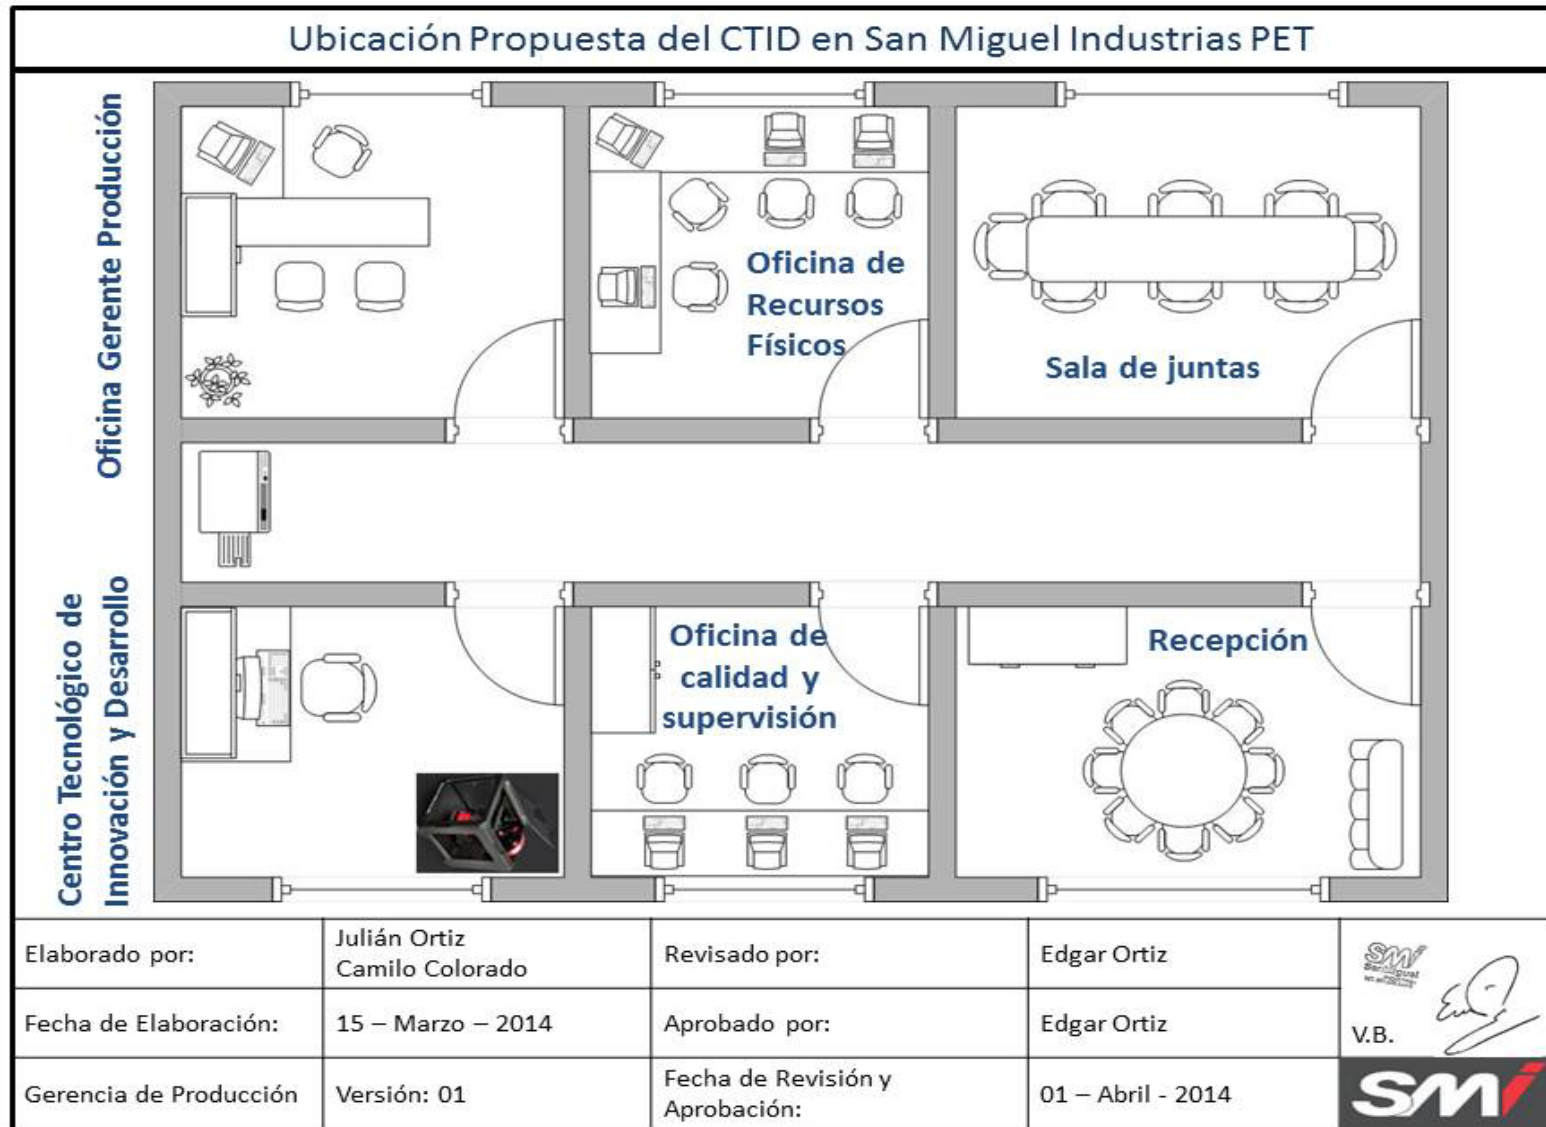 Ubicación Propuesta del CTID en San Miguel Industrias PET
Oficina Gerente Producción
Oficina de
Recursos
Físicos
Sala de juntas
Centro Tecnológico de
Innovación y Desarrollo
Oficina de
calidad y
supervisión
Recepción
Elaborado por:
Julián Ortiz
Camilo Colorado
Revisado por:
Edgar Ortiz
Fecha de Elaboración:
15 – Marzo – 2014
Aprobado por:
Edgar Ortiz
SMi
San Miguel
V.B.
Gerencia de Producción
Versión: 01
Fecha de Revisión y
Aprobación:
01 – Abril - 2014
SMi